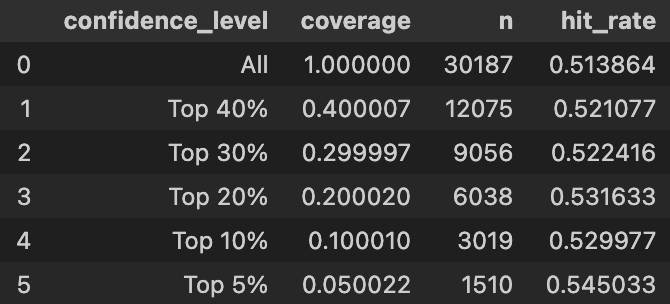 confidence_level coverage n hit_rate
0 All 1.000000 30187 0.513864
1 Top 40% 0.400007 12075 0.521077
2 Top 30% 0.299997 9056 0.522416
3 Top 20% 0.200020 6038 0.531633
4 Top 10% 0.100010 3019 0.529977
5 Top 5% 0.050022 1510 0.545033